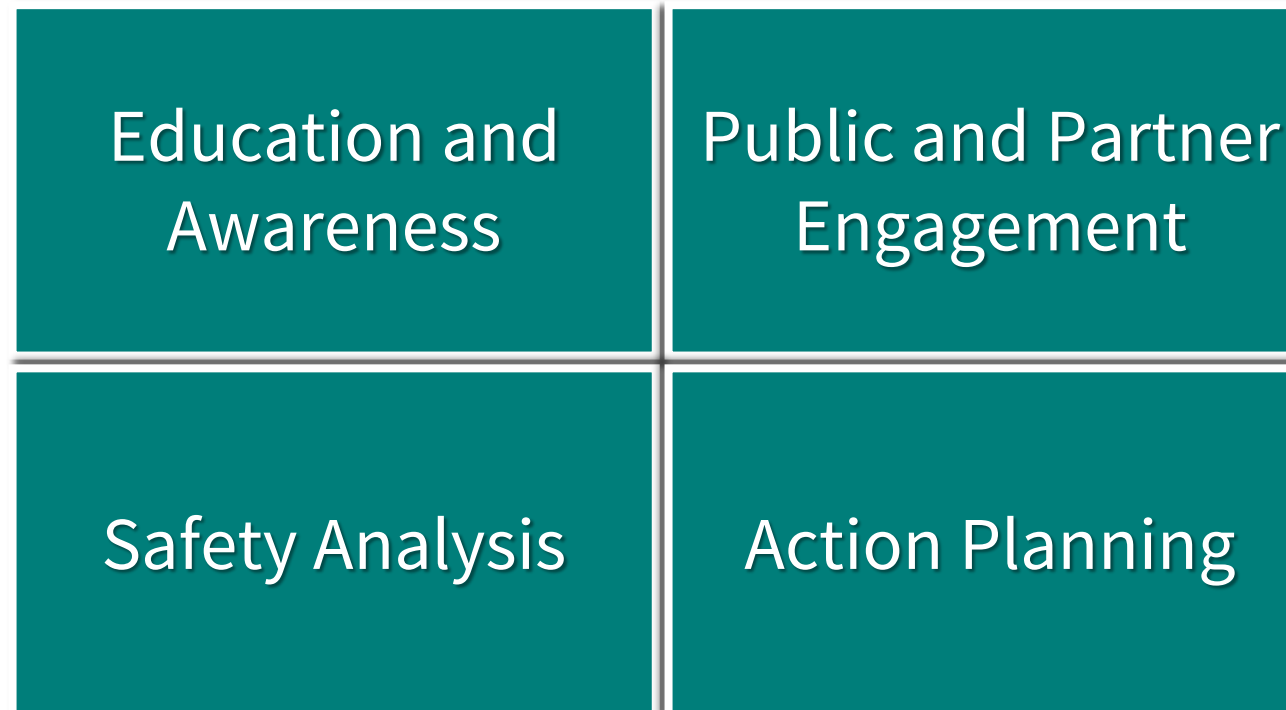 Education and
Awareness
Public and Partner
Engagement
Safety Analysis
Action Planning